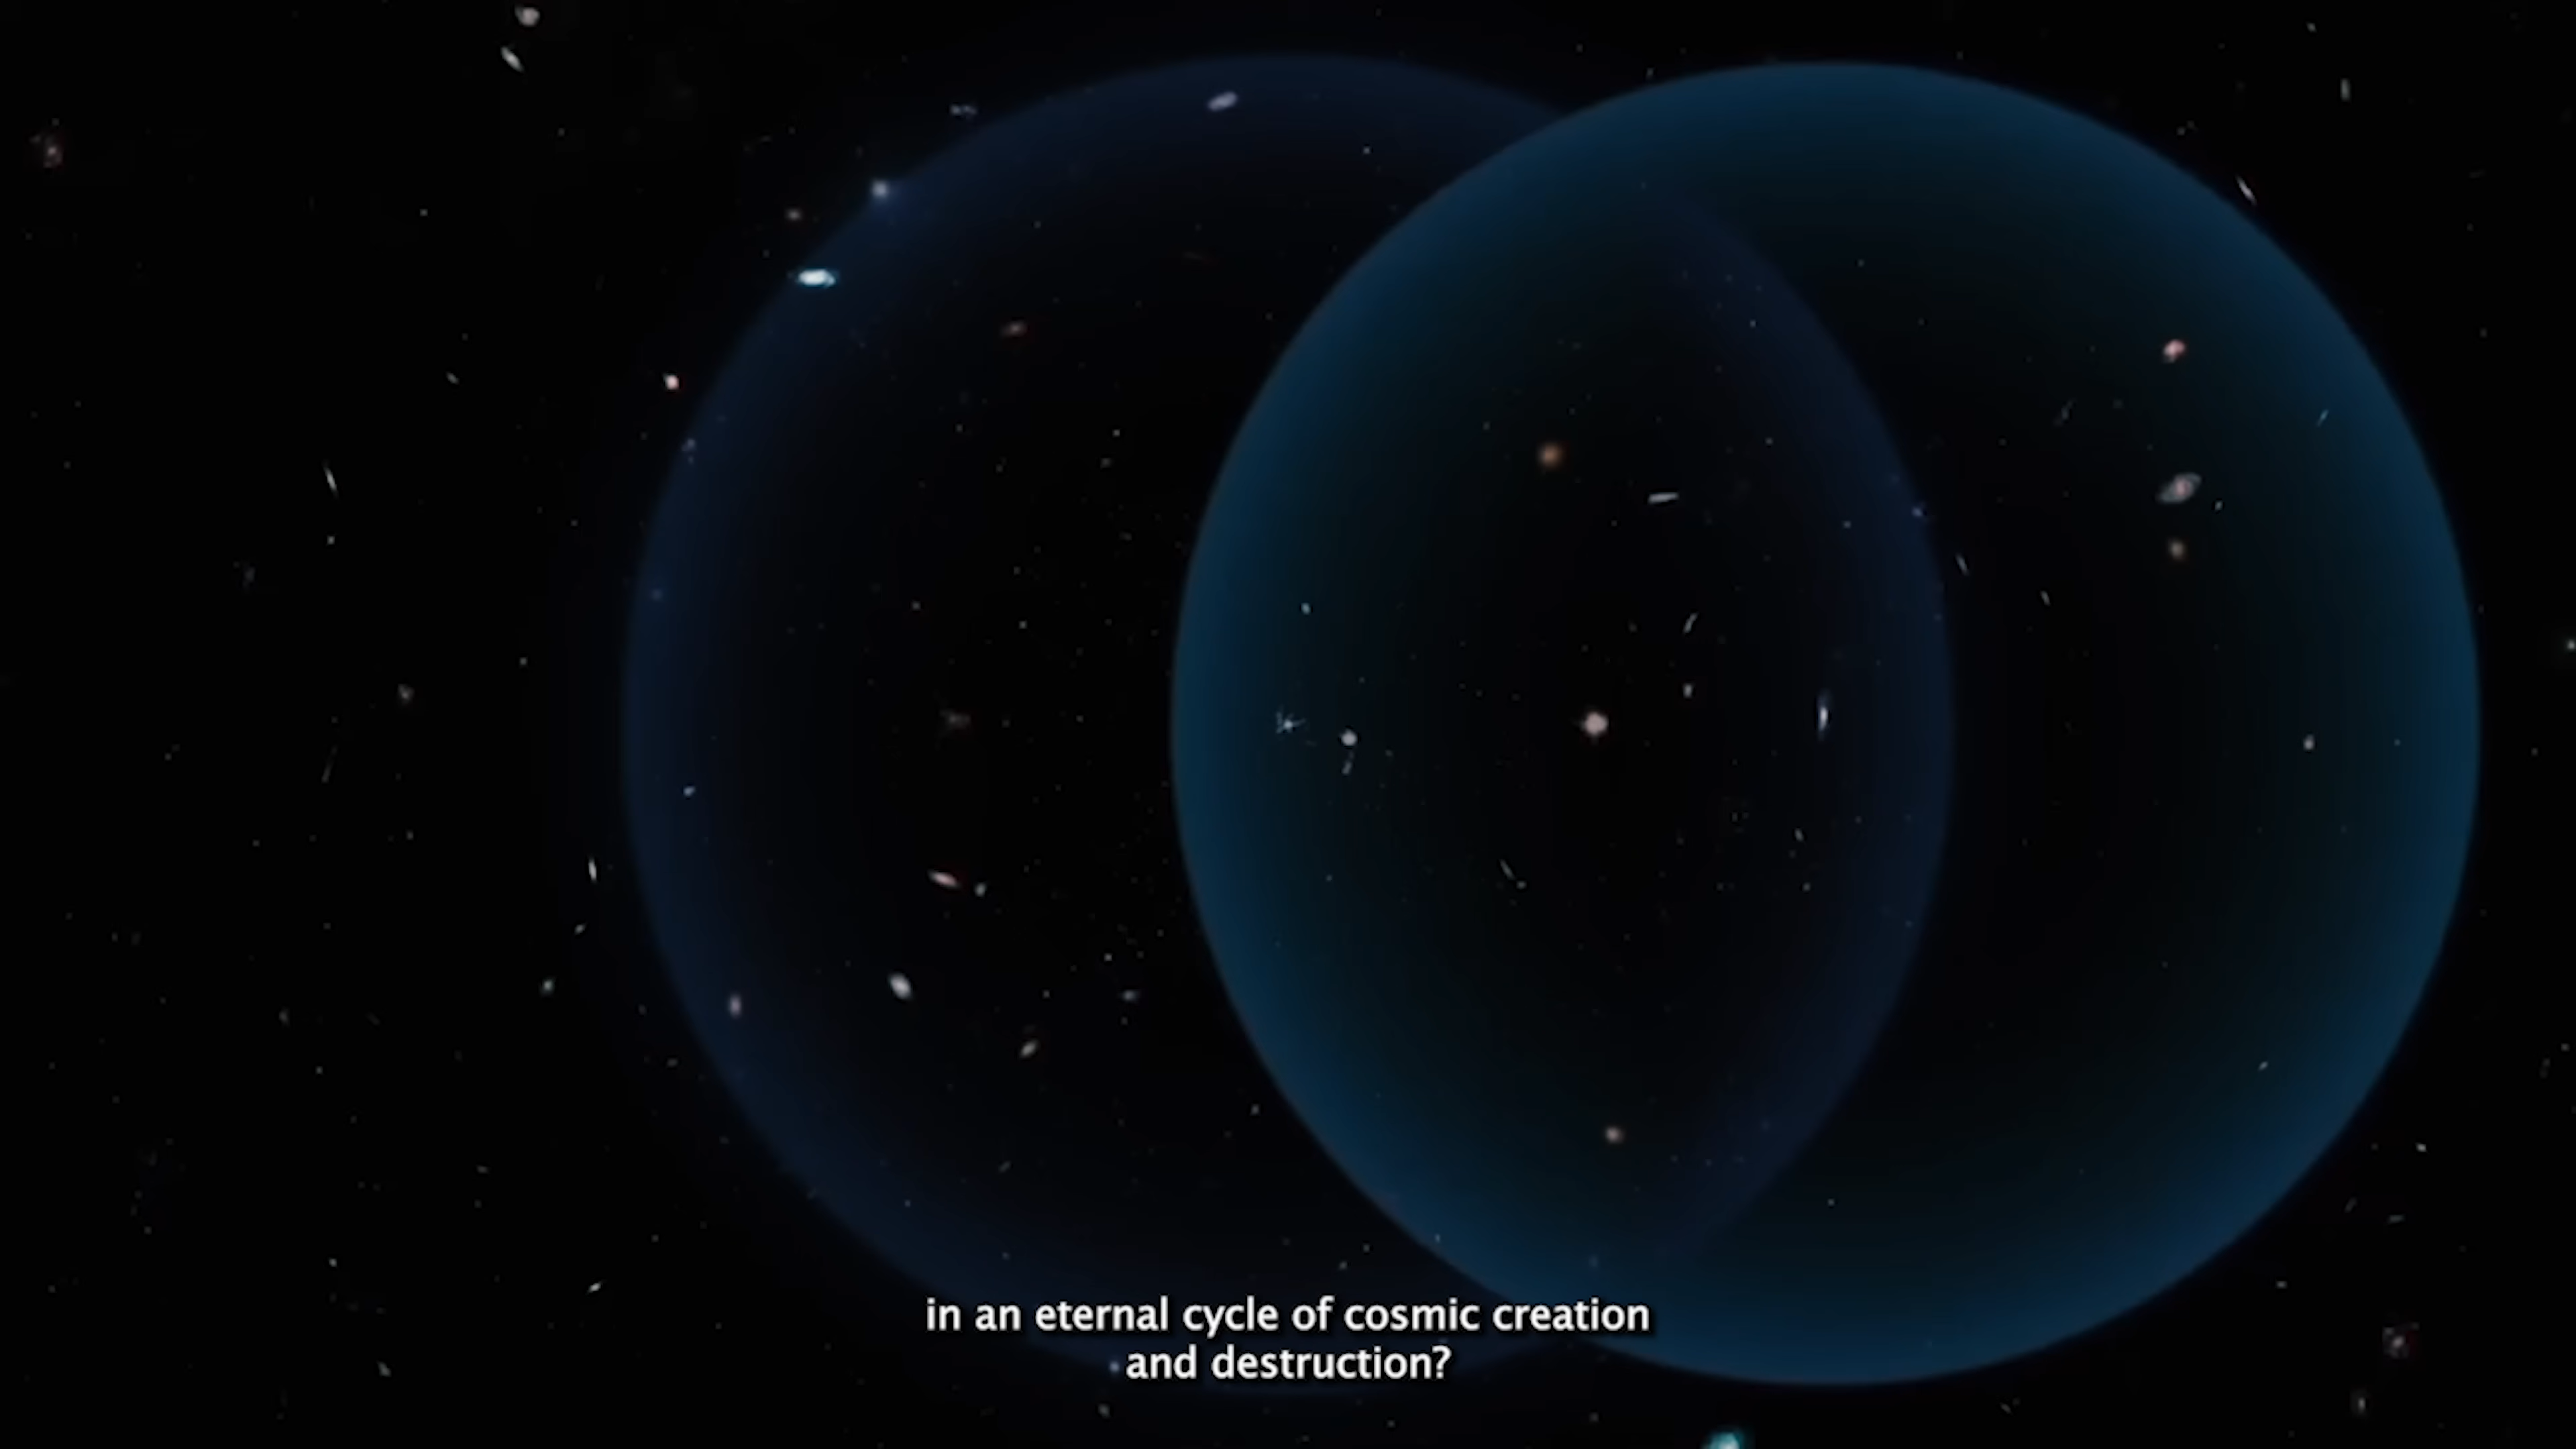 in an eternal cycle of cosmic creation
and destruction?